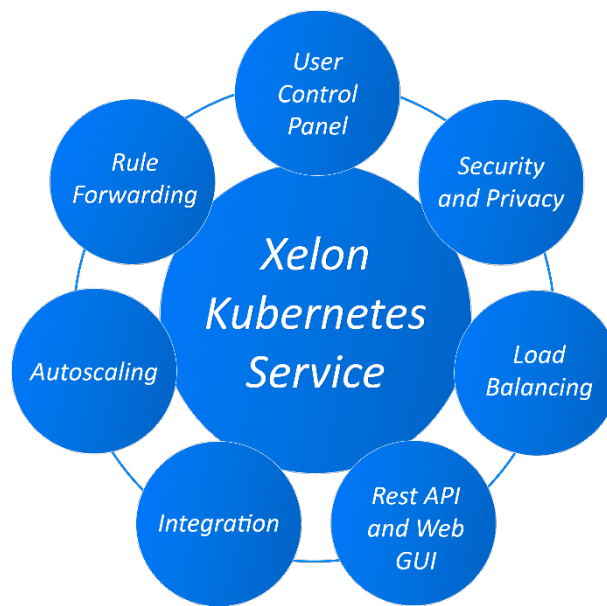 User
Control
Panel
Security
and Privacy
Load
Balancing
Rest API
and Web
GUI
Integration
Autoscaling
Rule
Forwarding
Xelon
Kubernetes
Service